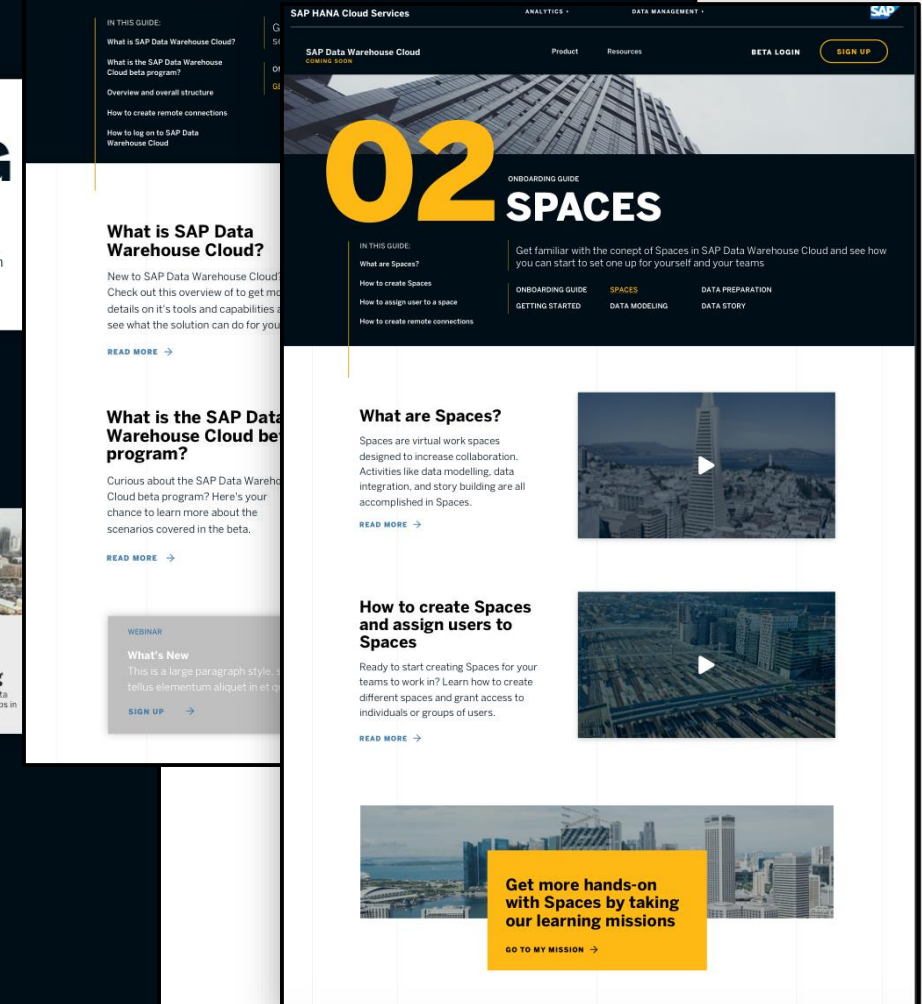 G
n
g
ta
ps in
IN THIS GUIDE:
What is SAP Data Warehouse Cloud?
What is the SAP Data Warehouse
Cloud beta program?
Overview and overall structure
How to create remote connections
How to log on to SAP Data
Warehouse Cloud
G
se
GE
What is SAP Data
Warehouse Cloud?
New to SAP Data Warehouse Cloud?
Check out this overview of to get mo
details on it's tools and capabilities a
see what the solution can do for you
READ MORE →
What is the SAP Data
Warehouse Cloud be
program?
Curious about the SAP Data Wareho
Cloud beta program? Here's your
chance to learn more about the
scenarios covered in the beta.
READ MORE →
WEBINAR
What's New
This is a large paragraph style, s
tellus elementum aliquet in et q
SIGN UP →
SAP HANA Cloud Services
ANALYTICS
DATA MANAGEMENT
SAP
SAP Data Warehouse Cloud
COMING SOON
Product
Resources
BETA LOGIN
SIGN UP
02
ONBOARDING GUIDE
SPACES
IN THIS GUIDE:
What are Spaces?
How to create Spaces
How to assign user to a space
How to create remote connections
Get familiar with the conept of Spaces in SAP Data Warehouse Cloud and see how
you can start to set one up for yourself and your teams
ONBOARDING GUIDE SPACES DATA PREPARATION
GETTING STARTED DATA MODELING DATA STORY
What are Spaces?
Spaces are virtual work spaces
designed to increase collaboration.
Activities like data modelling, data
integration, and story building are all
accomplished in Spaces.
READ MORE →
How to create Spaces
and assign users to
Spaces
Ready to start creating Spaces for your
teams to work in? Learn how to create
different spaces and grant access to
individuals or groups of users.
READ MORE →
Get more hands-on
with Spaces by taking
our learning missions
GO TO MY MISSION →